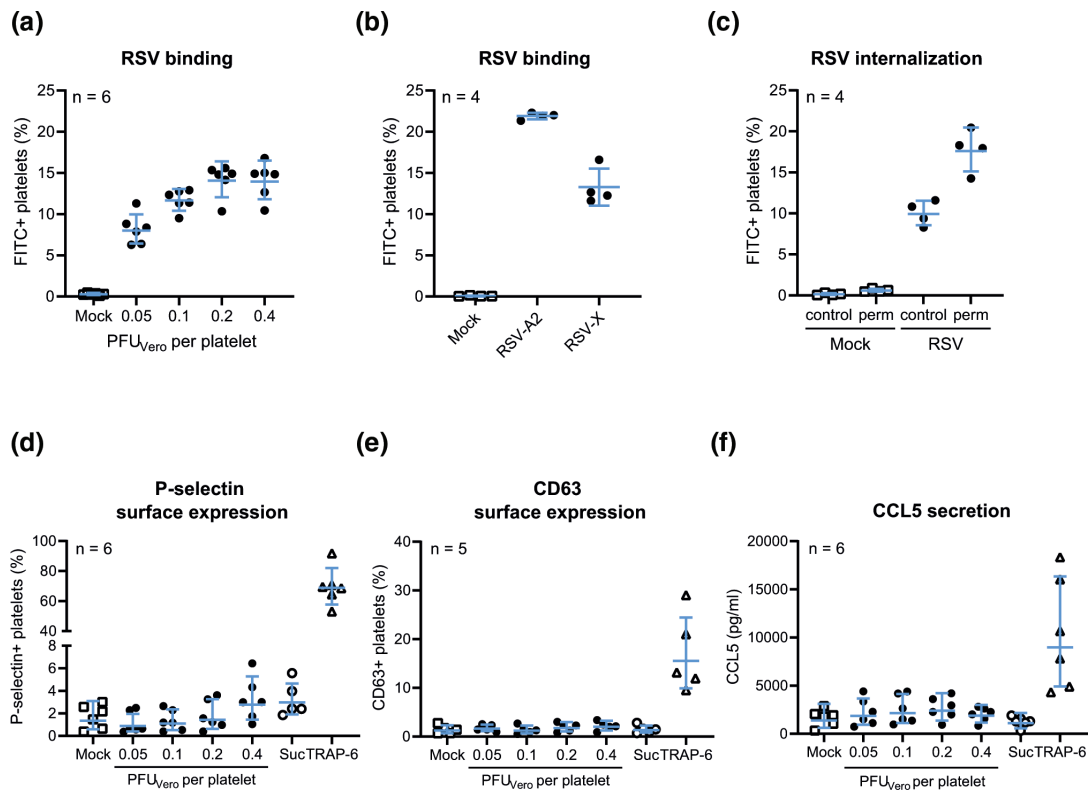 (a)
RSV binding
n = 6
FITC+ platelets (%)
25
20
15
10
5
0
Mock 0.05 0.1 0.2 0.4
PFUVero per platelet
(b)
RSV binding
n = 4
FITC+ platelets (%)
25
20
15
10
5
0
Mock RSV-A2 RSV-X
(c)
RSV internalization
n = 4
FITC+ platelets (%)
25
20
15
10
5
0
control perm control perm
Mock RSV
(d)
P-selectin
surface expression
n = 6
P-selectin+ platelets (%)
100
80
60
40
8
6
4
2
0
Mock 0.05 0.1 0.2 0.4 SucTRAP-6
PFUVero per platelet
(e)
CD63
surface expression
n = 5
CD63+ platelets (%)
40
30
20
10
0
Mock 0.05 0.1 0.2 0.4 SucTRAP-6
PFUVero per platelet
(f)
CCL5 secretion
n = 6
CCL5 (pg/ml)
20000
15000
10000
5000
0
Mock 0.05 0.1 0.2 0.4 SucTRAP-6
PFUVero per platelet